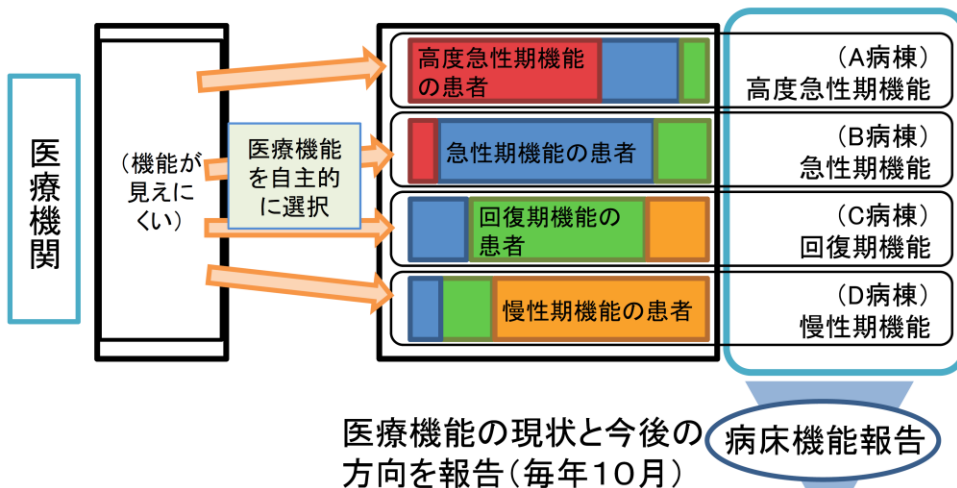 医療機関
（機能が
見えに
くい）
医療機能
を自主的
に選択
高度急性期機能
の患者
（A病棟）
高度急性期機能
急性期機能の患者
（B病棟）
急性期機能
回復期機能の
患者
（C病棟）
回復期機能
慢性期機能の患者
（D病棟）
慢性期機能
医療機能の現状と今後の
方向を報告（毎年１０月）
病床機能報告